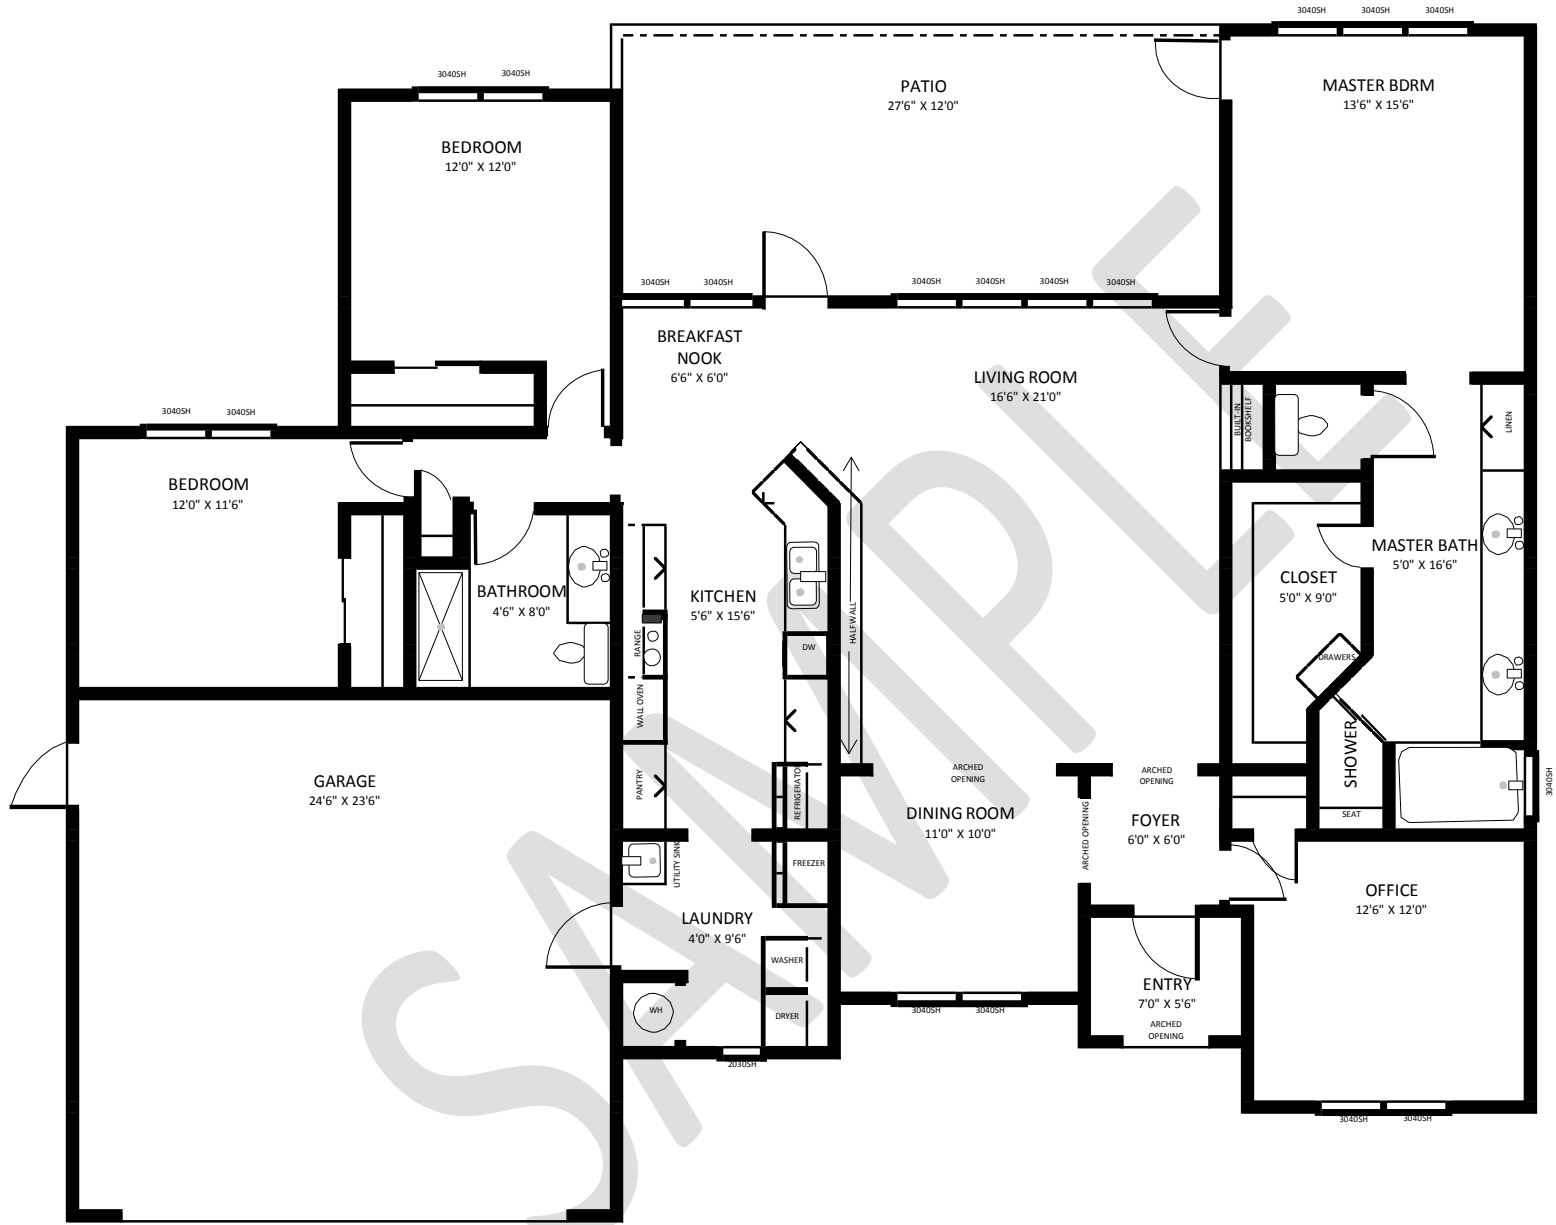 3040SH
3040SH
3040SH
3040SH
3040SH
PATIO
27'6" X 12'0"
MASTER BDRM
13'6" X 15'6"
BEDROOM
12'0" X 12'0"
3040SH
3040SH
3040SH
3040SH
3040SH
3040SH
BREAKFAST
NOOK
6'6" X 6'0"
LIVING ROOM
16'6" X 21'0"
3040SH
3040SH
BUILT-IN
BOOKSHELF
LINEN
BEDROOM
12'0" X 11'6"
MASTER BATH
5'0" X 16'6"
CLOSET
5'0" X 9'0"
BATHROOM
4'6" X 8'0"
KITCHEN
5'6" X 15'6"
HALFWALL
RANGE
DW
DRAWERS
WALL OVEN
SHOWER
GARAGE
24'6" X 23'6"
PANTRY
REFRIGERATO
ARCHED
OPENING
ARCHED
OPENING
3040SH
DINING ROOM
11'0" X 10'0"
FOYER
6'0" X 6'0"
SEAT
ARCHED OPENING
UTILITY SINK
FREEZER
OFFICE
12'6" X 12'0"
LAUNDRY
4'0" X 9'6"
WASHER
ENTRY
7'0" X 5'6"
WH
DRYER
3040SH
3040SH
ARCHED
OPENING
2030SH
3040SH
3040SH
SAMPLE